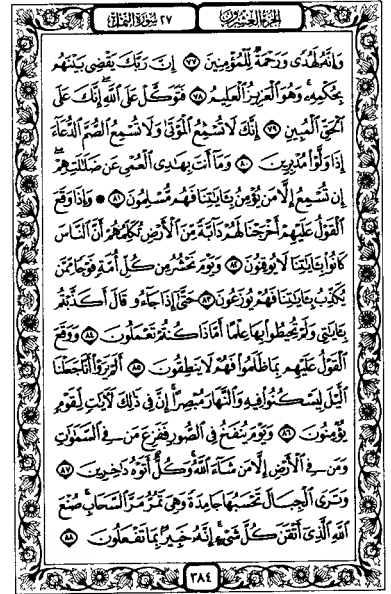 الجزء العشرون ٢٧ سورة النمل
وَإِنَّهُۥ لَهُدًى وَرَحْمَةٌ لِّلْمُؤْمِنِينَ ٧٧ إِنَّ رَبَّكَ يَقْضِى بَيْنَهُم
بِحُكْمِهِۦ وَهُوَ ٱلْعَزِيزُ ٱلْعَلِيمُ ٧٨ فَتَوَكَّلْ عَلَى ٱللَّهِ إِنَّكَ عَلَى
ٱلْحَقِّ ٱلْمُبِينِ ٧٩ إِنَّكَ لَا تُسْمِعُ ٱلْمَوْتَىٰ وَلَا تُسْمِعُ ٱلصُّمَّ ٱلدُّعَآءَ
إِذَا وَلَّوْا۟ مُدْبِرِينَ ٨٠ وَمَآ أَنتَ بِهَـٰدِى ٱلْعُمْىِ عَن ضَلَـٰلَتِهِمْ
إِن تُسْمِعُ إِلَّا مَن يُؤْمِنُ بِـَٔايَـٰتِنَا فَهُم مُّسْلِمُونَ ٨١ ۞ وَإِذَا وَقَعَ
ٱلْقَوْلُ عَلَيْهِمْ أَخْرَجْنَا لَهُمْ دَآبَّةً مِّنَ ٱلْأَرْضِ تُكَلِّمُهُمْ أَنَّ ٱلنَّاسَ
كَانُوا۟ بِـَٔايَـٰتِنَا لَا يُوقِنُونَ ٨٢ وَيَوْمَ نَحْشُرُ مِن كُلِّ أُمَّةٍ فَوْجًا مِّمَّن
يُكَذِّبُ بِـَٔايَـٰتِنَا فَهُمْ يُوزَعُونَ ٨٣ حَتَّىٰٓ إِذَا جَآءُو قَالَ أَكَذَّبْتُم
بِـَٔايَـٰتِى وَلَمْ تُحِيطُوا۟ بِهَا عِلْمًا أَمَّاذَا كُنتُمْ تَعْمَلُونَ ٨٤ وَوَقَعَ
ٱلْقَوْلُ عَلَيْهِم بِمَا ظَلَمُوا۟ فَهُمْ لَا يَنطِقُونَ ٨٥ أَلَمْ يَرَوْا۟ أَنَّا جَعَلْنَا
ٱلَّيْلَ لِيَسْكُنُوا۟ فِيهِ وَٱلنَّهَارَ مُبْصِرًا إِنَّ فِى ذَٰلِكَ لَـَٔايَـٰتٍ لِّقَوْمٍ
يُؤْمِنُونَ ٨٦ وَيَوْمَ يُنفَخُ فِى ٱلصُّورِ فَفَزِعَ مَن فِى ٱلسَّمَـٰوَٰتِ
وَمَن فِى ٱلْأَرْضِ إِلَّا مَن شَآءَ ٱللَّهُ وَكُلٌّ أَتَوْهُ دَٰخِرِينَ ٨٧
وَتَرَى ٱلْجِبَالَ تَحْسَبُهَا جَامِدَةً وَهِىَ تَمُرُّ مَرَّ ٱلسَّحَابِ صُنْعَ
ٱللَّهِ ٱلَّذِىٓ أَتْقَنَ كُلَّ شَىْءٍ إِنَّهُۥ خَبِيرٌۢ بِمَا تَفْعَلُونَ ٨٨
٣٨٤